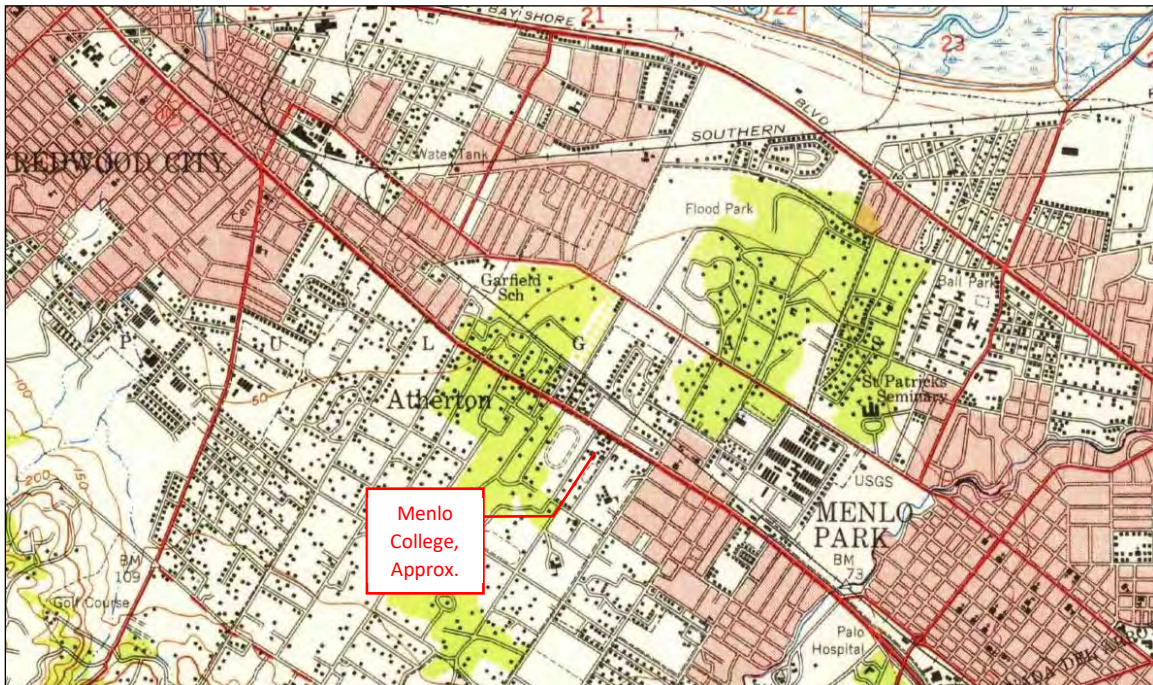 BAYSHORE
21
22
23
BLVD
SOUTHERN
REDWOOD CITY
Water Tank
Cem
Flood Park
Garfield
Sch
Ball Park
P U L G A S
Atherton
St Patricks
Seminary
USGS
MENLO
PARK
BM
73
50
100
200
150
BM
109
Golf Course
Menlo
College,
Approx.
Palo
Hospital